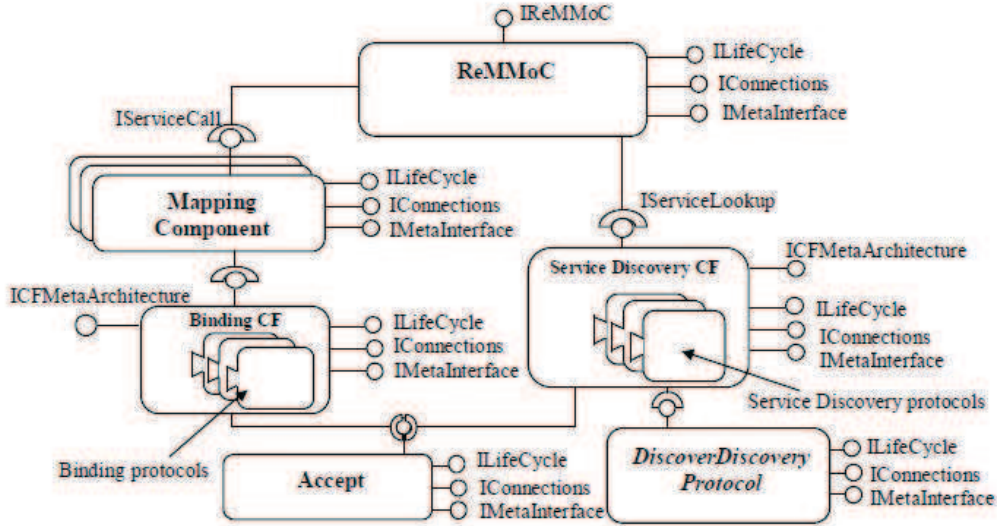 IReMMoC
ReMMoC
ILifeCycle
IConnections
IMetaInterface
IServiceCall
Mapping
Component
ILifeCycle
IConnections
IMetaInterface
IServiceLookup
ICFMetaArchitecture
Binding CF
ILifeCycle
IConnections
IMetaInterface
Service Discovery CF
ICFMetaArchitecture
ILifeCycle
IConnections
IMetaInterface
Service Discovery protocols
Binding protocols
Accept
ILifeCycle
IConnections
IMetaInterface
DiscoverDiscovery
Protocol
ILifeCycle
IConnections
IMetaInterface